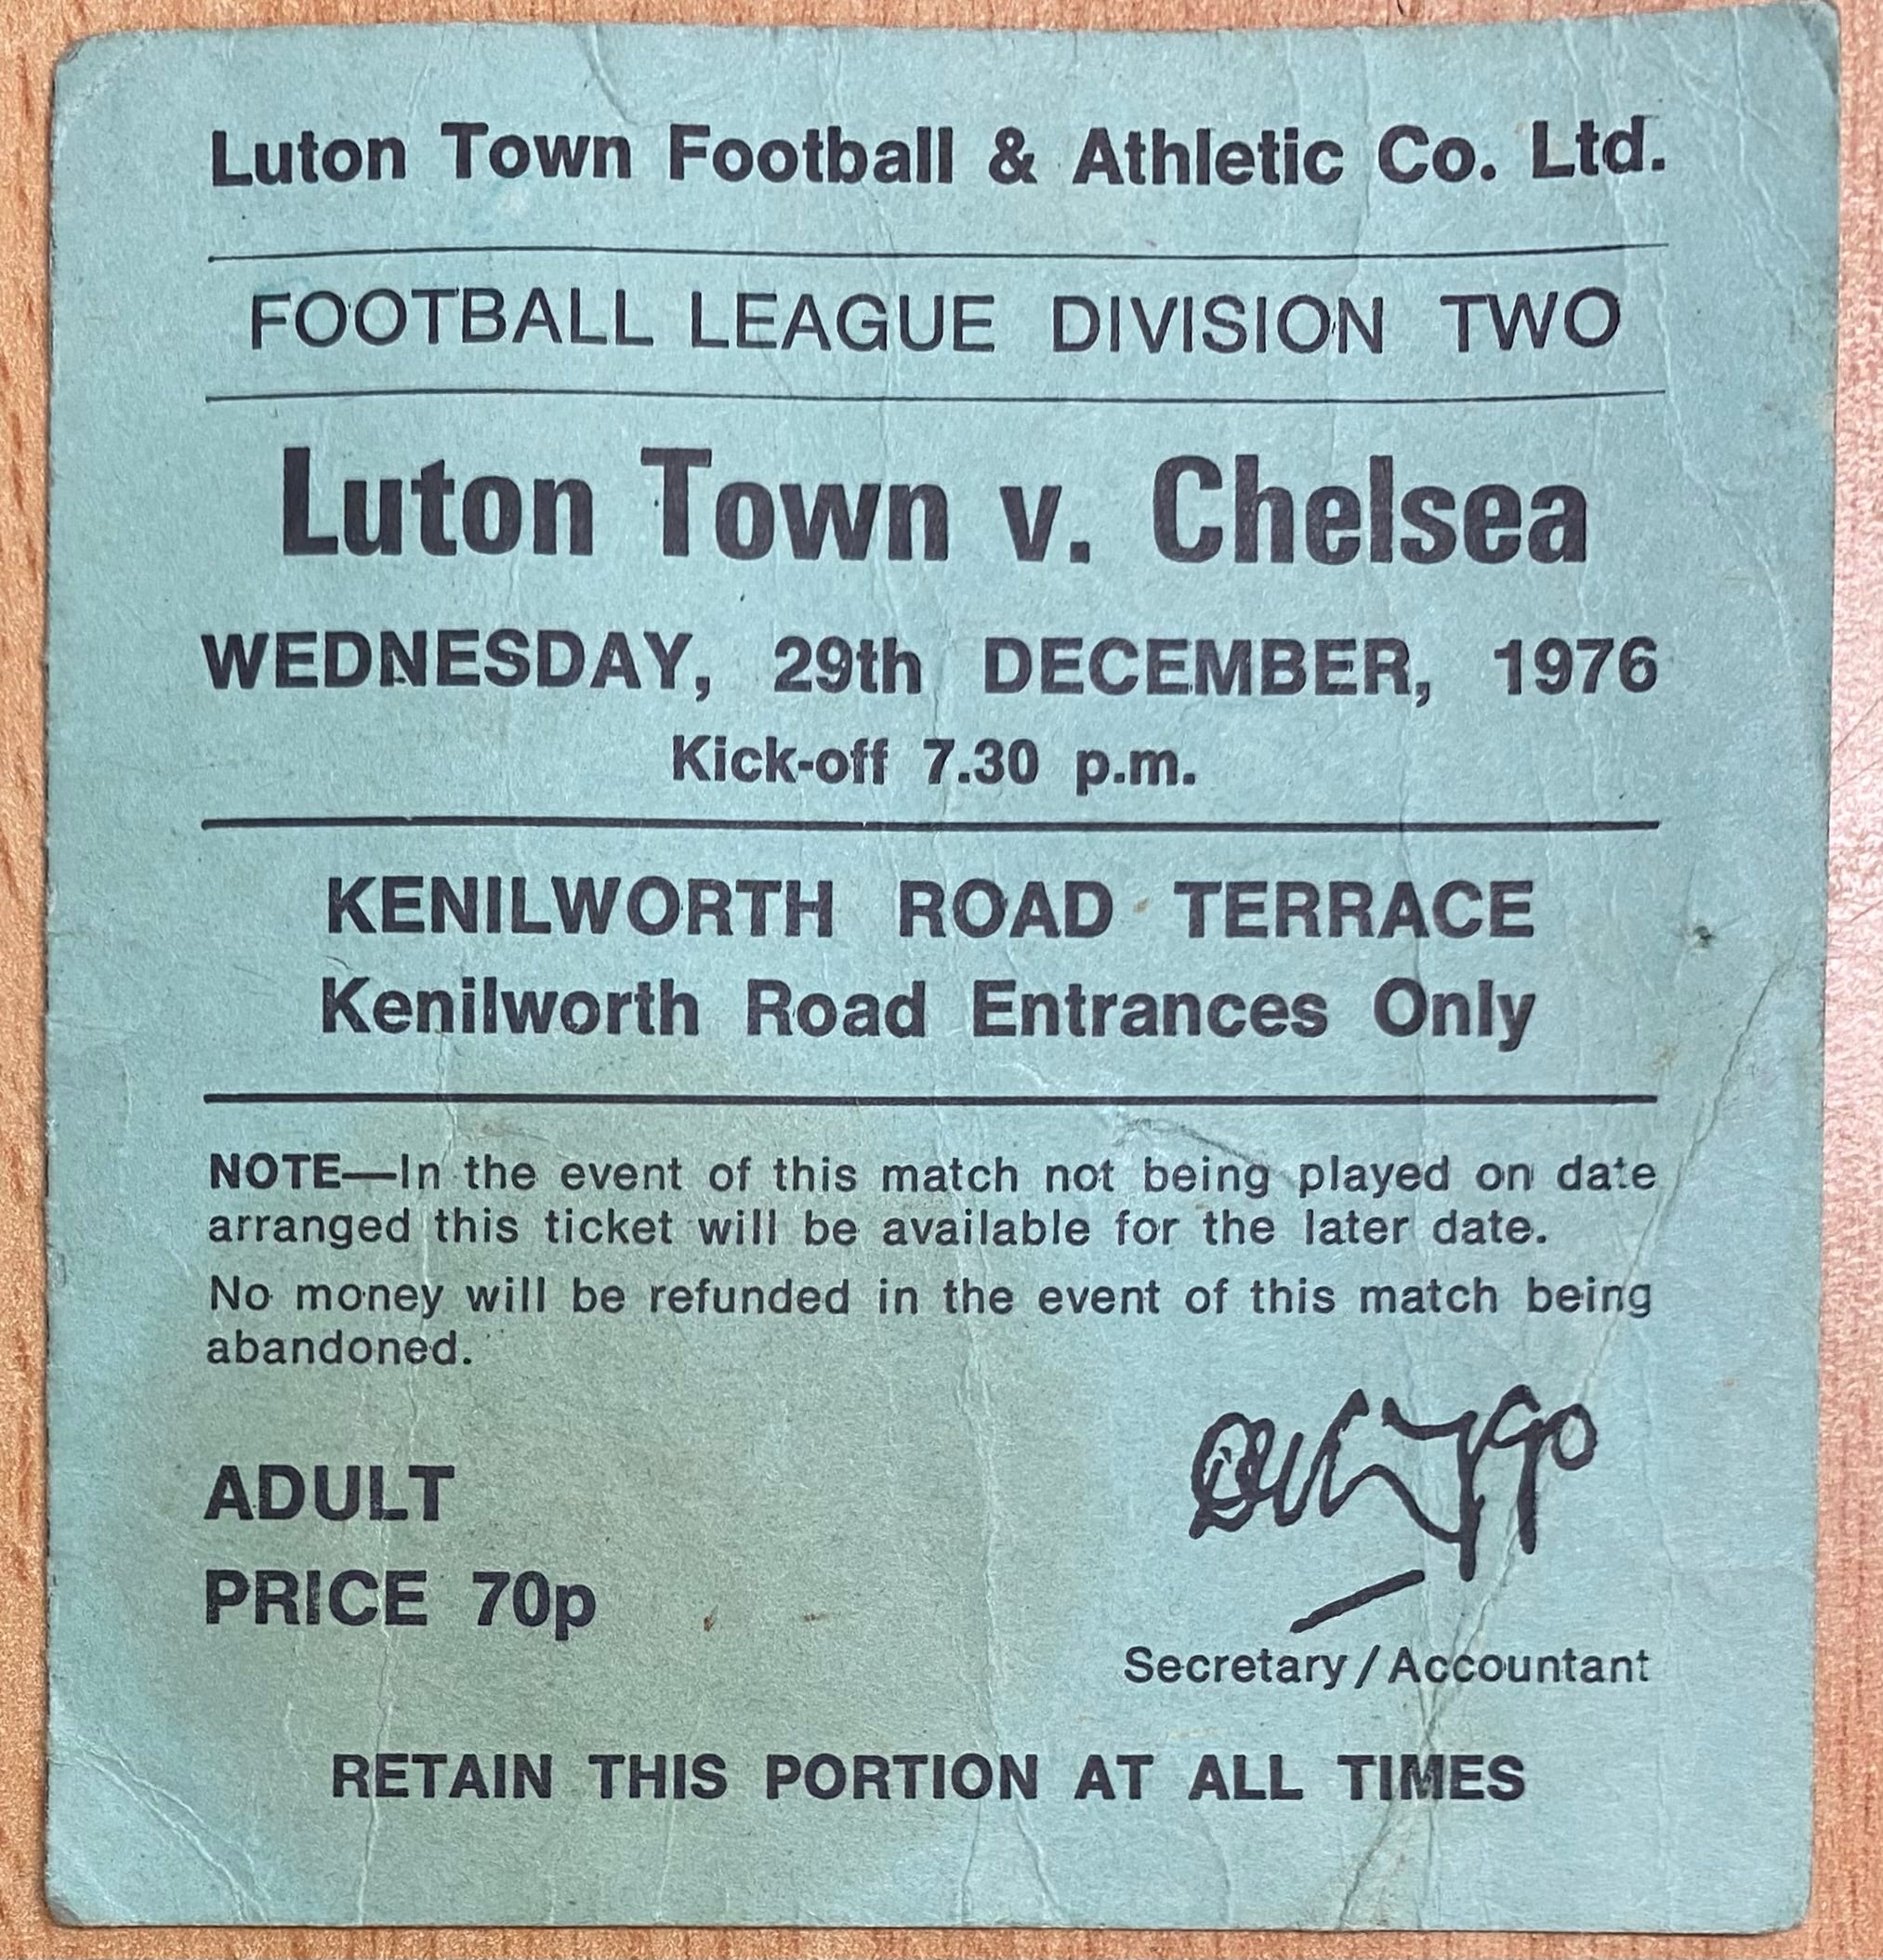 Luton Town Football & Athletic Co. Ltd.
FOOTBALL LEAGUE DIVISION TWO
Luton Town v. Chelsea
WEDNESDAY, 29th DECEMBER, 1976
Kick-off 7.30 p.m.
KENILWORTH ROAD TERRACE
Kenilworth Road Entrances Only
NOTE—In the event of this match not being played on date
arranged this ticket will be available for the later date.
No money will be refunded in the event of this match being
abandoned.
ADULT
PRICE 70p
Secretary/Accountant
RETAIN THIS PORTION AT ALL TIMES